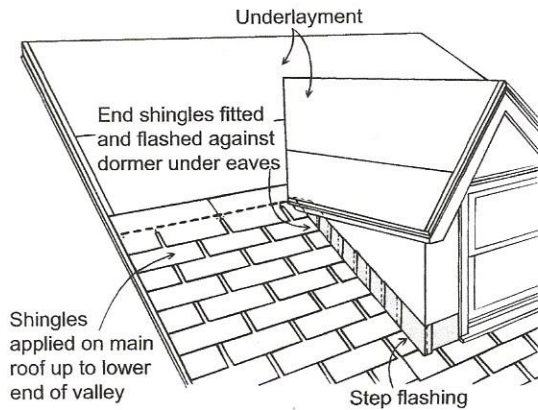 Underlayment
End shingles fitted
and flashed against
dormer under eaves
Shingles
applied on main
roof up to lower
end of valley
Step flashing